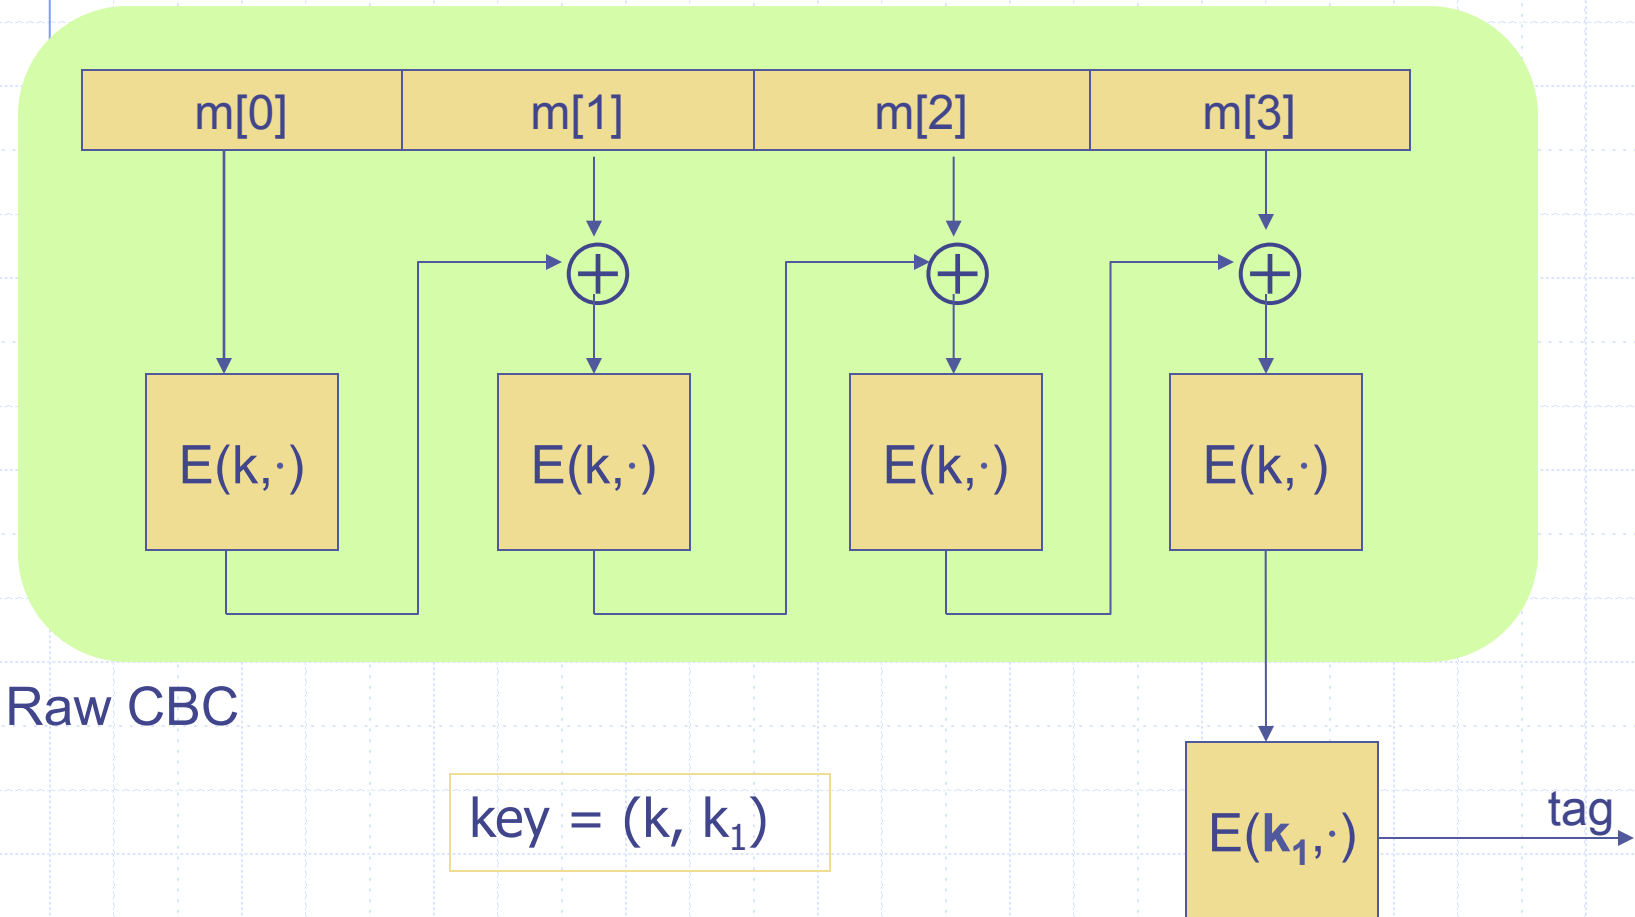 m[0] m[1] m[2] m[3]
E(k,·) E(k,·) E(k,·) E(k,·)
Raw CBC
key = (k, k₁)
E(k₁,·)
tag